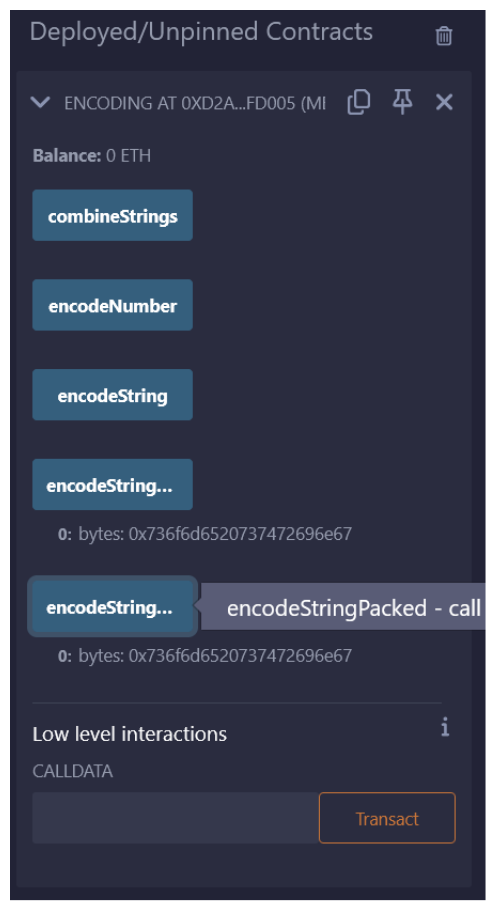 Deployed/Unpinned Contracts
ENCODING AT 0XD2A...FD005 (MI
Balance: 0 ETH
combineStrings
encodeNumber
encodeString
encodeString...
0: bytes: 0x736f6d6520737472696e67
encodeString...
encodeStringPacked - call
0: bytes: 0x736f6d6520737472696e67
Low level interactions
i
CALLDATA
Transact